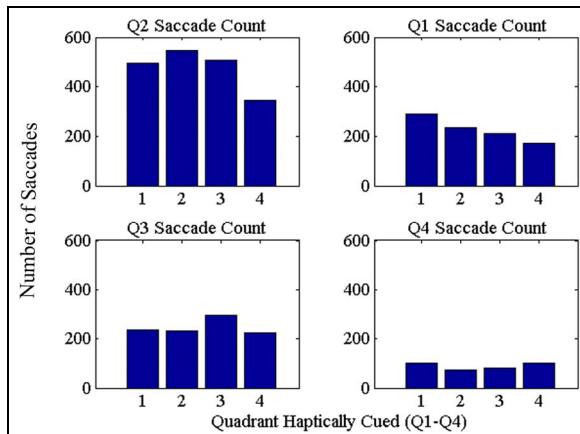 Q2 Saccade Count
Q1 Saccade Count
600
400
200
0
1 2 3 4
600
400
200
0
1 2 3 4
Number of Saccades
Q3 Saccade Count
Q4 Saccade Count
600
400
200
0
1 2 3 4
600
400
200
0
1 2 3 4
Quadrant Haptically Cued (Q1-Q4)